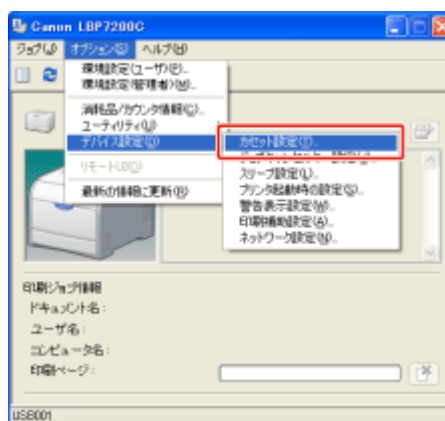 Canon LBP7200C
ジョブ(J) オプション(S) ヘルプ(H)
環境設定(ユーザ)(P)...
環境設定(管理者)(M)...
消耗品/カウンタ情報(C)...
ユーティリティ(U)
デバイス設定(D)
カセット設定(T)...
スリープ設定(L)...
プリンタ起動時の設定(S)...
警告表示設定(W)...
印刷補助設定(A)...
ネットワーク設定(N)...
リモートUI(O)
最新の情報に更新(R)
印刷ジョブ情報
ドキュメント名:
ユーザ名:
コンピュータ名:
印刷ページ:
USB001